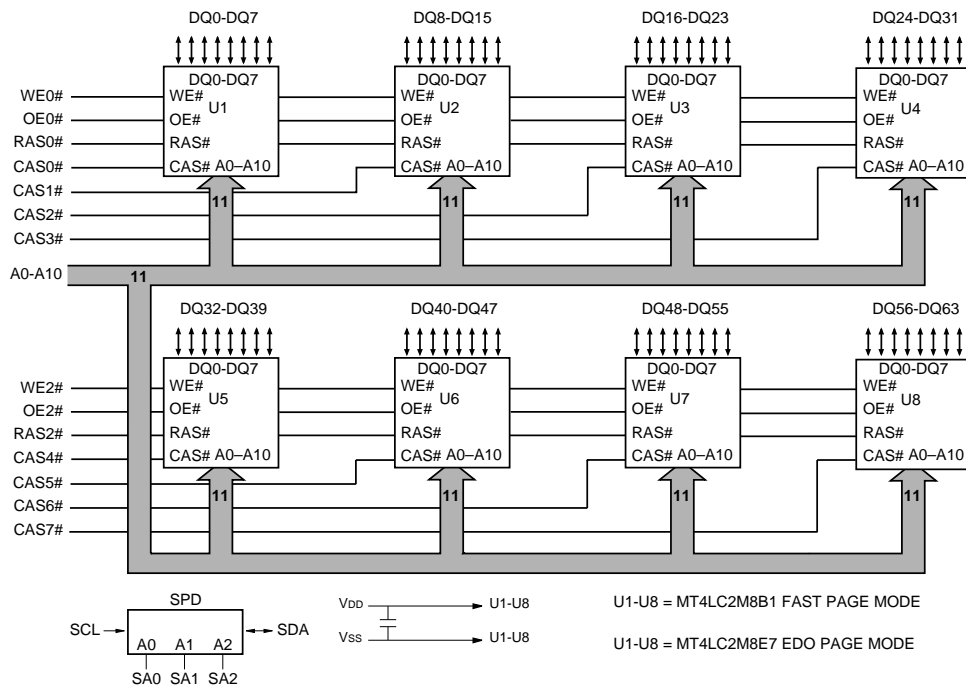 DQ0-DQ7 DQ8-DQ15 DQ16-DQ23 DQ24-DQ31
DQ0-DQ7 DQ0-DQ7 DQ0-DQ7 DQ0-DQ7
WE0# WE# WE# WE# WE#
U1 U2 U3 U4
OE0# OE# OE# OE# OE#
RAS0# RAS# RAS# RAS# RAS#
CAS0# CAS# A0–A10 CAS# A0–A10 CAS# A0–A10 CAS# A0–A10
CAS1#
11 11 11 11
CAS2#
CAS3#
A0-A10 11
DQ32-DQ39 DQ40-DQ47 DQ48-DQ55 DQ56-DQ63
DQ0-DQ7 DQ0-DQ7 DQ0-DQ7 DQ0-DQ7
WE2# WE# WE# WE# WE#
U5 U6 U7 U8
OE2# OE# OE# OE# OE#
RAS2# RAS# RAS# RAS# RAS#
CAS4# CAS# A0–A10 CAS# A0–A10 CAS# A0–A10 CAS# A0–A10
CAS5#
11 11 11 11
CAS6#
CAS7#
SPD
SCL SDA
A0 A1 A2
SA0 SA1 SA2
VDD U1-U8
VSS U1-U8
U1-U8 = MT4LC2M8B1 FAST PAGE MODE
U1-U8 = MT4LC2M8E7 EDO PAGE MODE